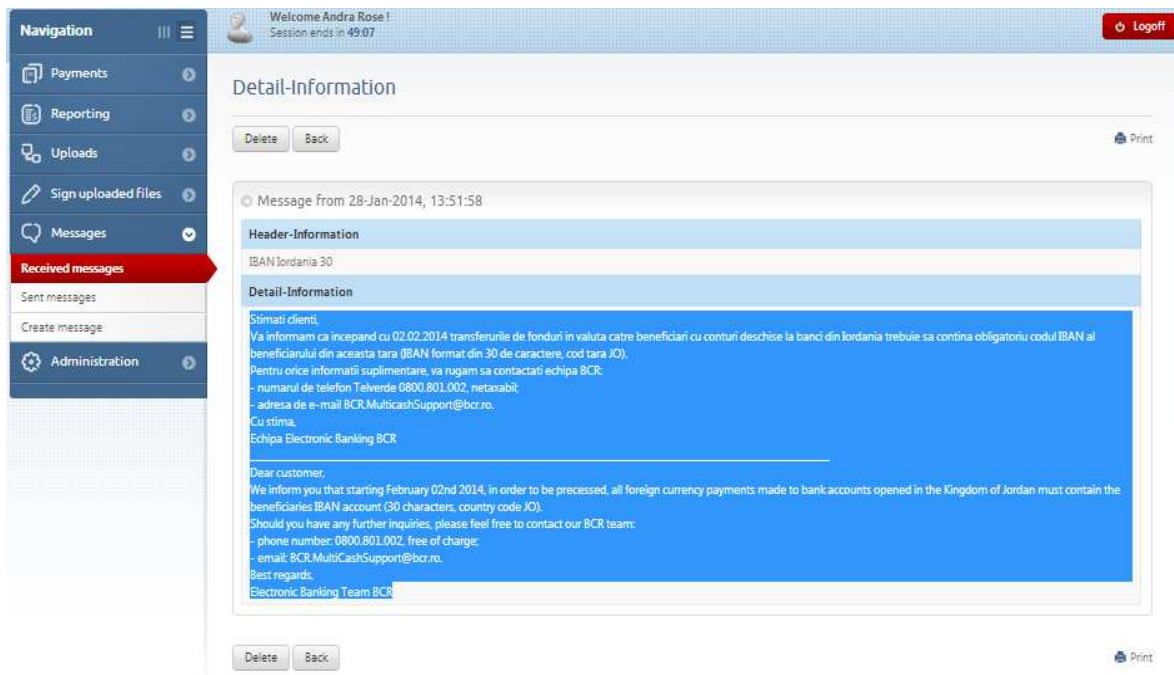 Navigation
Payments
Reporting
Uploads
Sign uploaded files
Messages
Received messages
Sent messages
Create message
Administration
Welcome Andra Rose !
Session ends in 49:07
Logoff
Detail-Information
Delete Back Print
Message from 28-Jan-2014, 13:51:58
Header-Information
IBAN Iordania 30
Detail-Information
Stimati clienti,
Va informam ca incepand cu 02.02.2014 transferurile de fonduri in valuta catre beneficiari cu conturi deschise la banci din Iordania trebuie sa contina obligatoriu codul IBAN al
beneficiarului din aceasta tara (IBAN format din 30 de caractere, cod tara JO).
Pentru orice informatii suplimentare, va rugam sa contactati echipa BCR:
- numarul de telefon Telverde 0800.801.002, netaxabil;
- adresa de e-mail BCR.MulticashSupport@bcr.ro.
Cu stima,
Echipa Electronic Banking BCR
Dear customer,
We inform you that starting February 02nd 2014, in order to be precessed, all foreign currency payments made to bank accounts opened in the Kingdom of Jordan must contain the
beneficiaries IBAN account (30 characters, country code JO).
Should you have any further inquiries, please feel free to contact our BCR team:
- phone number: 0800.801.002, free of charge;
- email: BCR.MultiCashSupport@bcr.ro.
Best regards,
Electronic Banking Team BCR
Delete Back Print